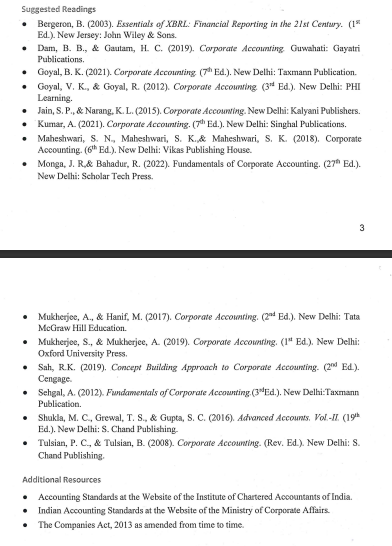 Suggested Readings
• Bergeron, B. (2003). Essentials of XBRL: Financial Reporting in the 21st Century. (1st
Ed.). New Jersey: John Wiley & Sons.
• Dam, B. B., & Gautam, H. C. (2019). Corporate Accounting. Guwahati: Gayatri
Publications.
• Goyal, B. K. (2021). Corporate Accounting. (7th Ed.). New Delhi: Taxmann Publication.
• Goyal, V. K., & Goyal, R. (2012). Corporate Accounting. (3rd Ed.). New Delhi: PHI
Learning.
• Jain, S. P., & Narang, K. L. (2015). Corporate Accounting. New Delhi: Kalyani Publishers.
• Kumar, A. (2021). Corporate Accounting. (7th Ed.). New Delhi: Singhal Publications.
• Maheshwari, S. N., Maheshwari, S. K.,& Maheshwari, S. K. (2018). Corporate
Accounting. (6th Ed.). New Delhi: Vikas Publishing House.
• Monga, J. R,& Bahadur, R. (2022). Fundamentals of Corporate Accounting. (27th Ed.).
New Delhi: Scholar Tech Press.
3
• Mukherjee, A., & Hanif, M. (2017). Corporate Accounting. (2nd Ed.). New Delhi: Tata
McGraw Hill Education.
• Mukherjee, S., & Mukherjee, A. (2019). Corporate Accounting. (1st Ed.). New Delhi:
Oxford University Press.
• Sah, R.K. (2019). Concept Building Approach to Corporate Accounting. (2nd Ed.).
Cengage.
• Sehgal, A. (2012). Fundamentals of Corporate Accounting.(3rdEd.). New Delhi:Taxmann
Publication.
• Shukla, M. C., Grewal, T. S., & Gupta, S. C. (2016). Advanced Accounts. Vol.-II. (19th
Ed.). New Delhi: S. Chand Publishing.
• Tulsian, P. C., & Tulsian, B. (2008). Corporate Accounting. (Rev. Ed.). New Delhi: S.
Chand Publishing.
Additional Resources
• Accounting Standards at the Website of the Institute of Chartered Accountants of India.
• Indian Accounting Standards at the Website of the Ministry of Corporate Affairs.
• The Companies Act, 2013 as amended from time to time.